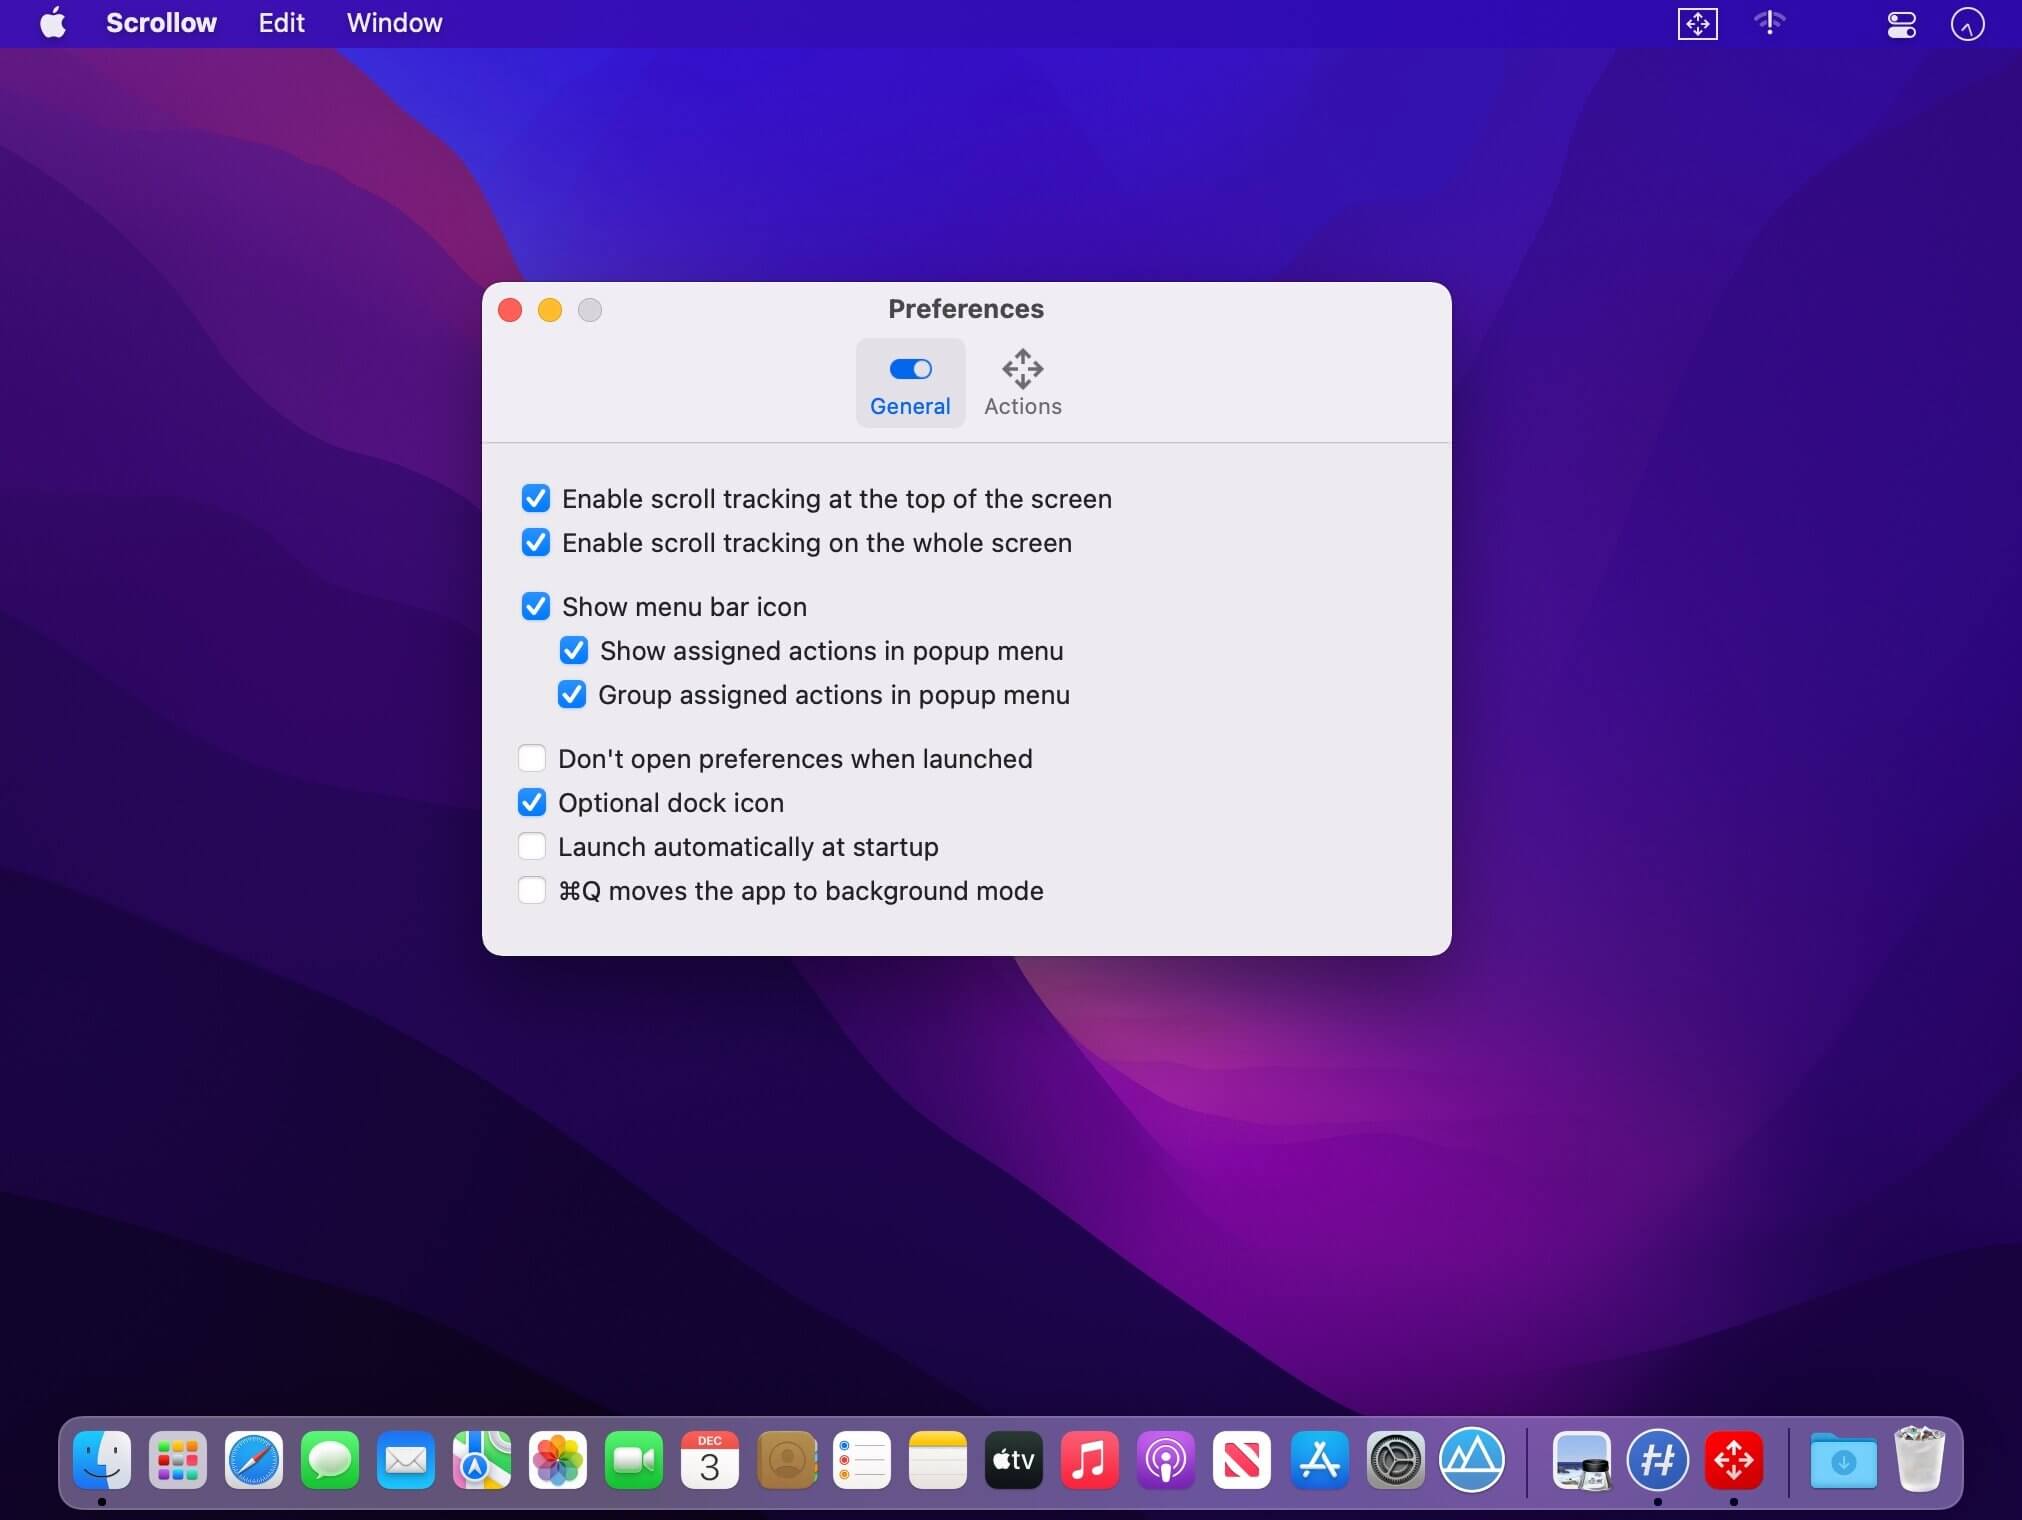 Scrollow Edit Window
Preferences
General Actions
Enable scroll tracking at the top of the screen
Enable scroll tracking on the whole screen
Show menu bar icon
Show assigned actions in popup menu
Group assigned actions in popup menu
Don't open preferences when launched
Optional dock icon
Launch automatically at startup
⌘Q moves the app to background mode
DEC
3
tv
#